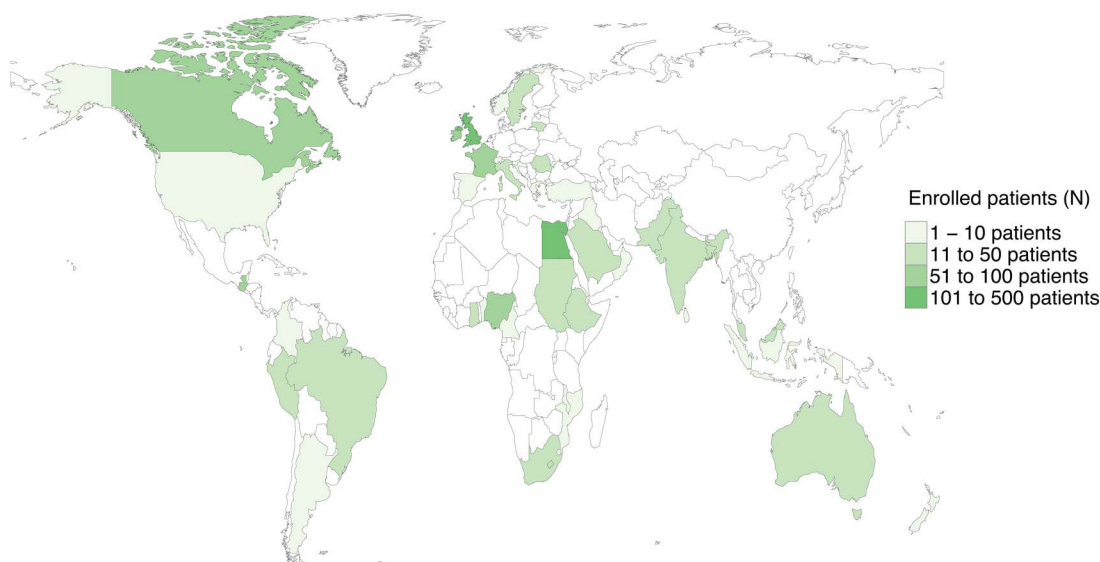 Enrolled patients (N)
1 – 10 patients
11 to 50 patients
51 to 100 patients
101 to 500 patients